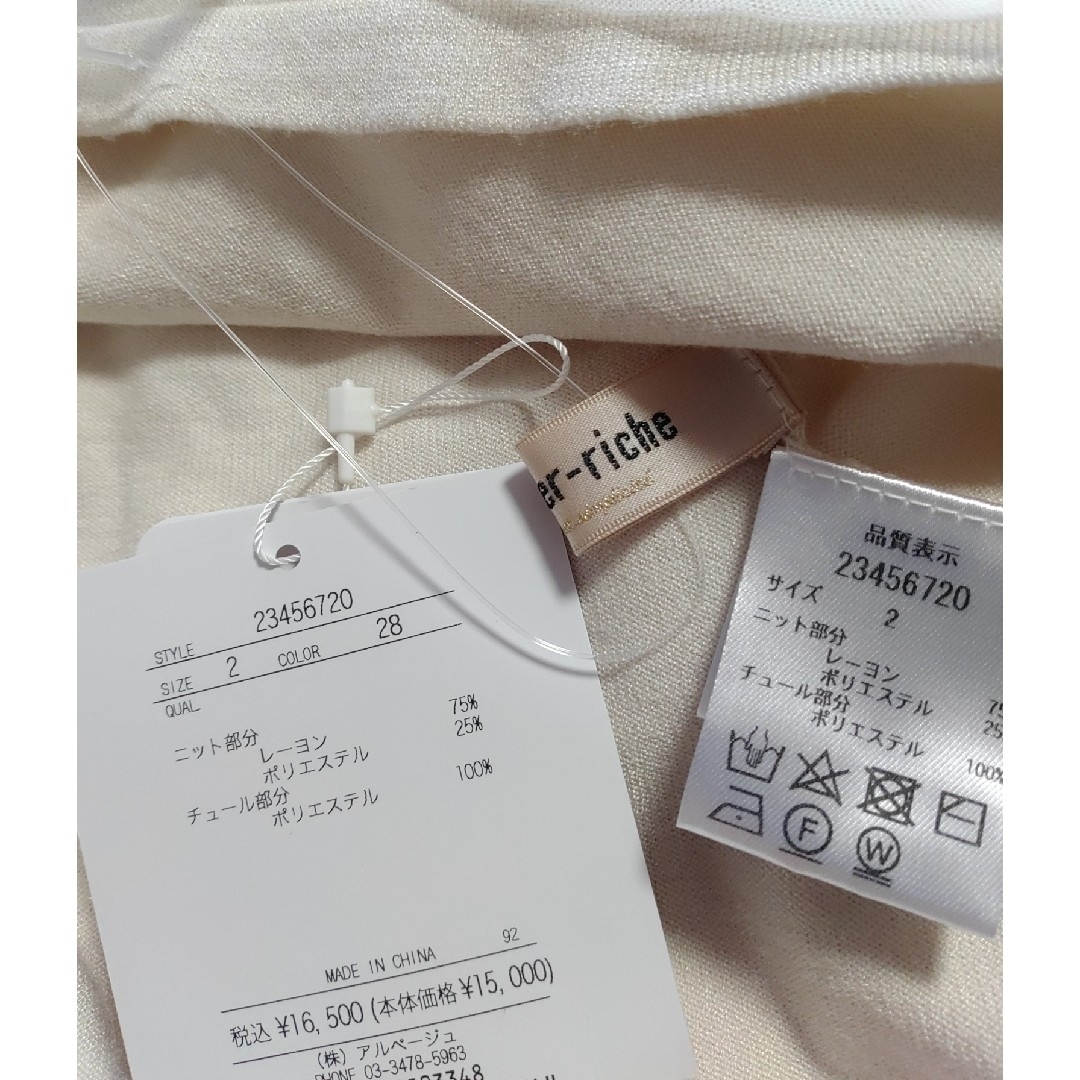 er-riche
STYLE 23456720
SIZE 2 COLOR 28
QUAL
ニット部分
レーヨン 75%
ポリエステル 25%
チュール部分
ポリエステル 100%
92
MADE IN CHINA
税込 ¥16,500 (本体価格 ¥15,000)
(株) アルページュ
PHONE 03-3478-5963
品質表示
23456720
サイズ 2
ニット部分
レーヨン 75
ポリエステル 25
チュール部分
ポリエステル 100%
F
W